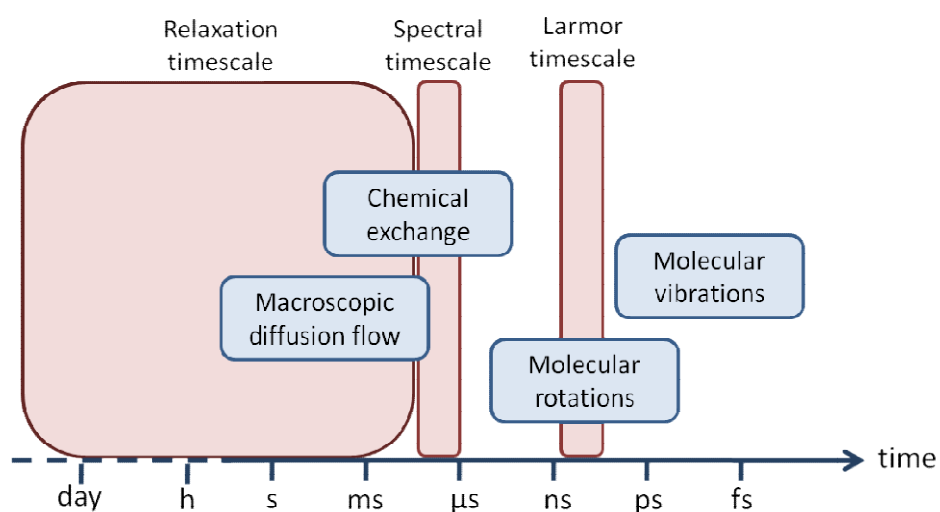 Relaxation
timescale
Spectral
timescale
Larmor
timescale
Chemical
exchange
Molecular
vibrations
Macroscopic
diffusion flow
Molecular
rotations
time
day h s ms μs ns ps fs